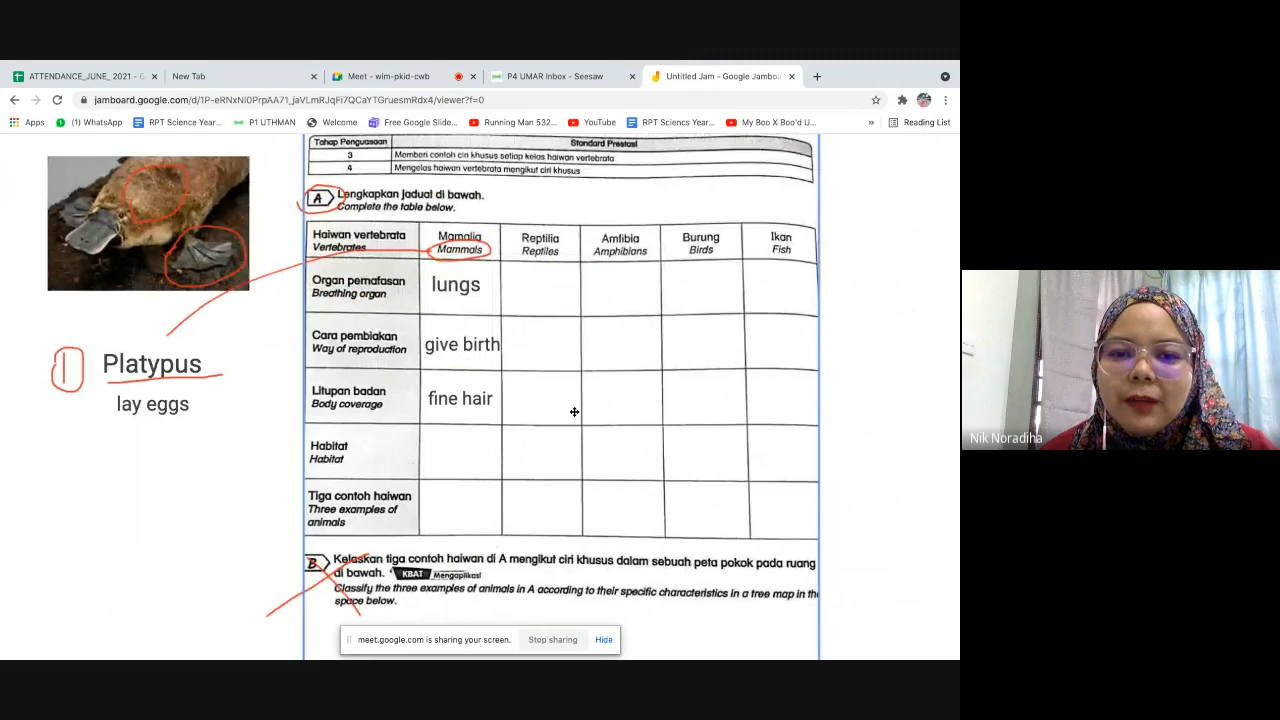 ATTENDANCE_JUNE_ 2021 - G
New Tab
Meet - wim-pkid-cwb
P4 UMAR Inbox - Seesaw
Untitled Jam - Google Jamboa
jamboard.google.com/d/1P-eRNxNI0PrpAA71_jaVLmRJqFi7QCaYTGruesmRdx4/viewer?f=0
Apps
(1) WhatsApp
RPT Science Year...
P1 UTHMAN
Welcome
Free Google Slide...
Running Man 532...
YouTube
RPT Sciencs Year...
My Boo X Boo'd U...
»
Reading List
Tahap Penguasaan
Standard Prestasi
3
Memberi contoh ciri khusus setiap kelas haiwan vertebrata
4
Mengelas haiwan vertebrata mengikut ciri khusus
A
Lengkapkan jadual di bawah.
Complete the table below.
Haiwan vertebrata
Vertebrates
Mamalia
Mammals
Reptilia
Reptiles
Amfibia
Amphibians
Burung
Birds
Ikan
Fish
Organ pernafasan
Breathing organ
lungs
Cara pembiakan
Way of reproduction
give birth
Litupan badan
Body coverage
fine hair
Habitat
Habitat
Tiga contoh haiwan
Three examples of
animals
1
Platypus
lay eggs
B
Kelaskan tiga contoh haiwan di A mengikut ciri khusus dalam sebuah peta pokok pada ruang
di bawah. KBAT Mengaplikasi
Classify the three examples of animals in A according to their specific characteristics in a tree map in the
space below.
meet.google.com is sharing your screen.
Stop sharing
Hide
Nik Noradiha